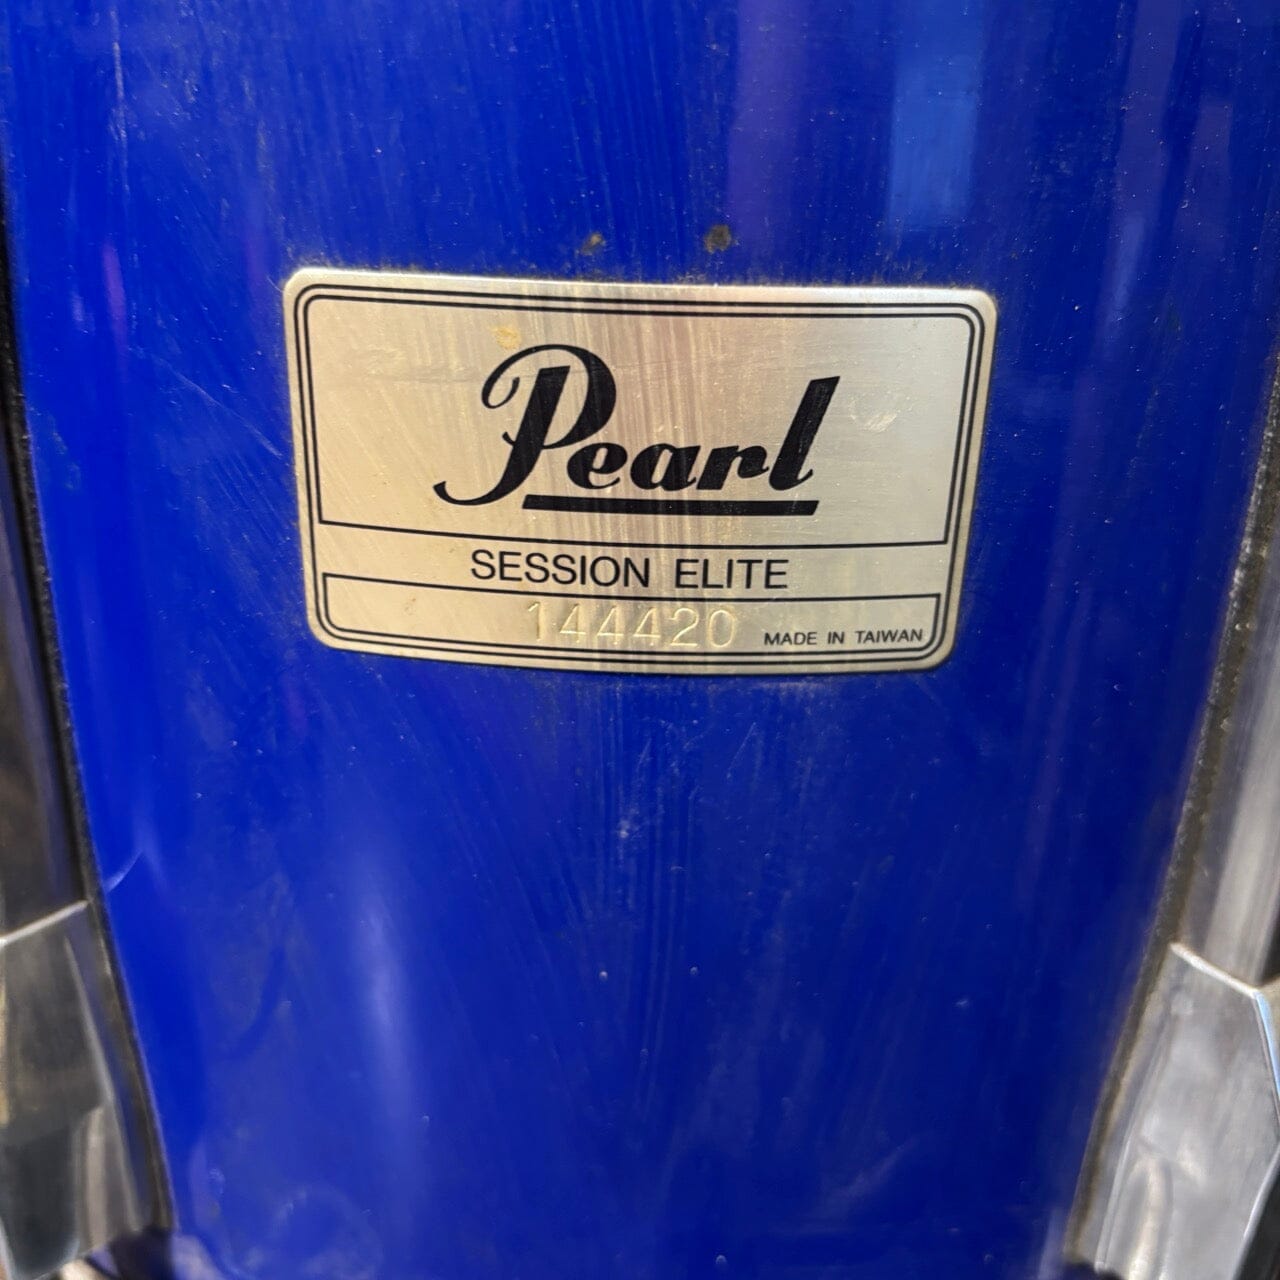 Pearl
SESSION ELITE
144420 MADE IN TAIWAN